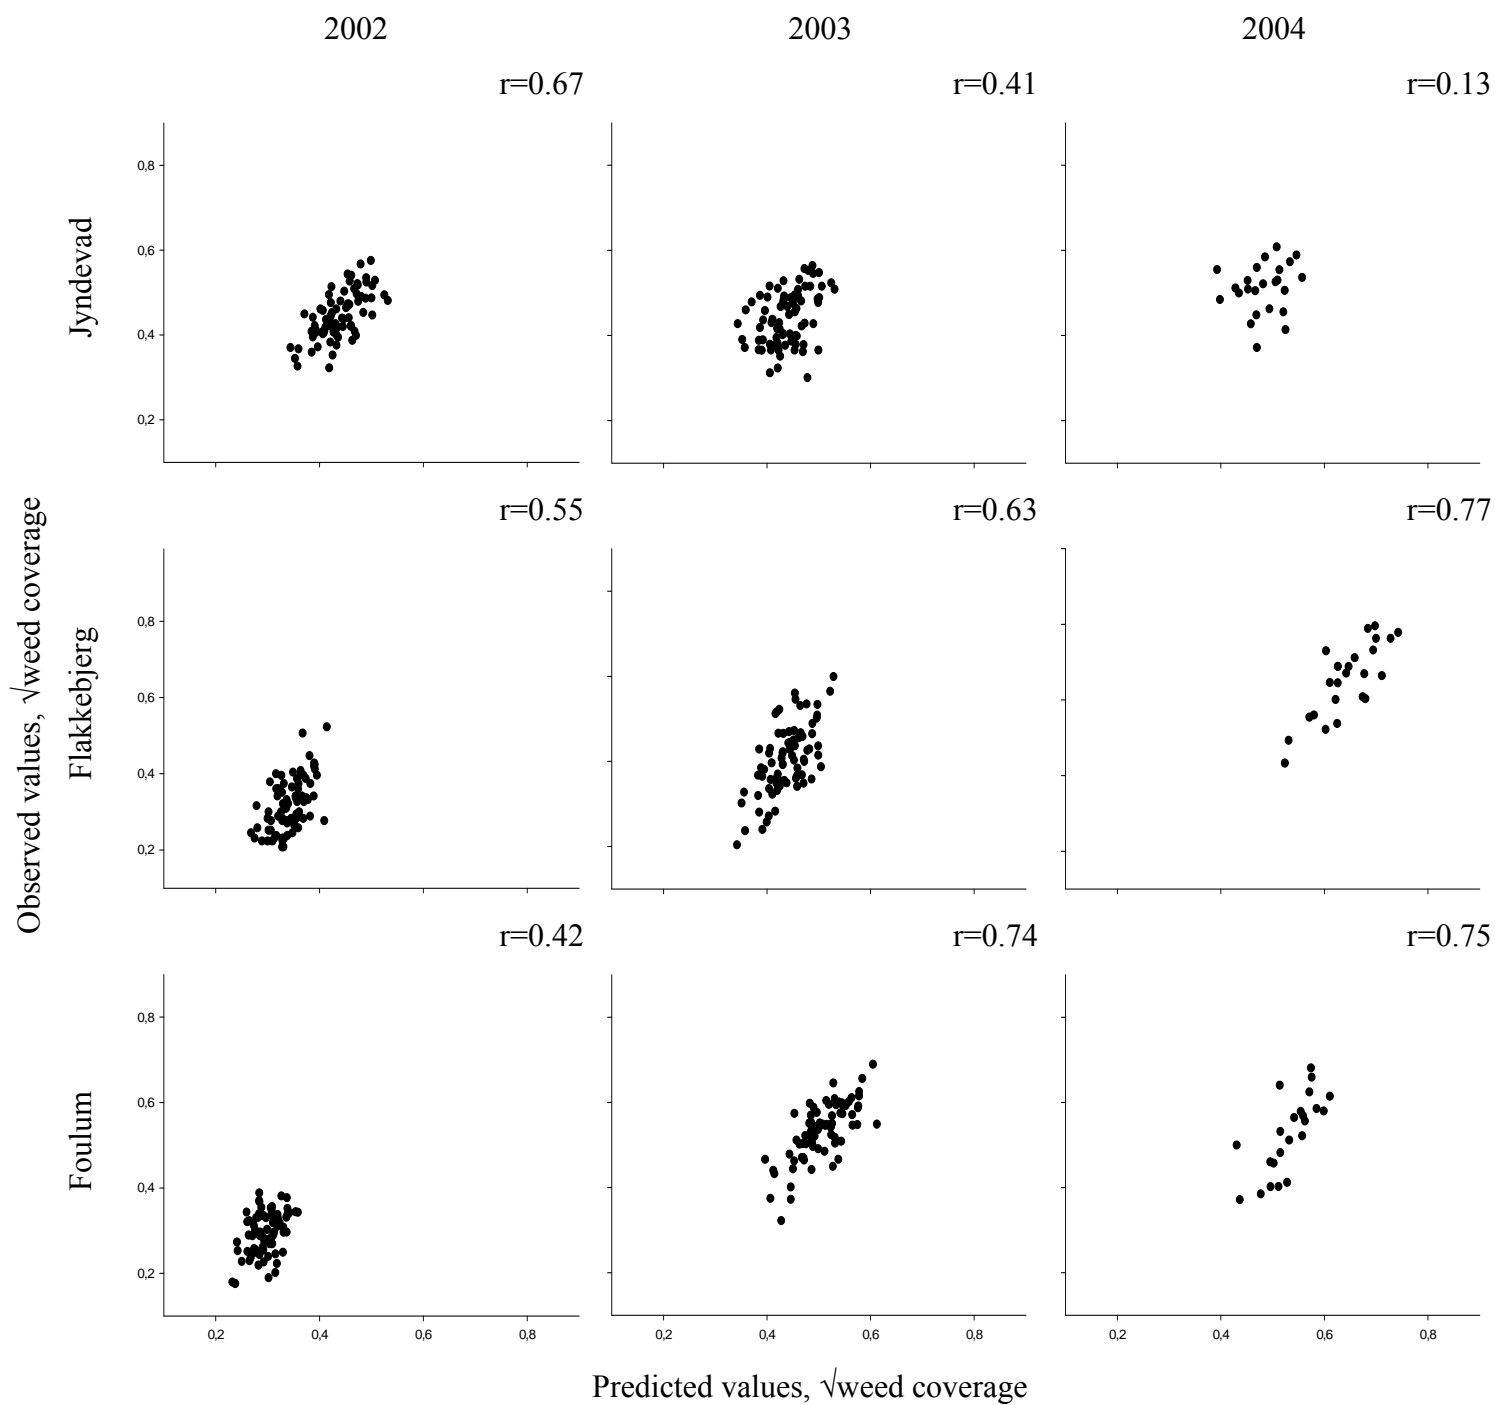 2002 2003 2004
r=0.67 r=0.41 r=0.13
Jyndevad
0,8
0,6
0,4
0,2
r=0.55 r=0.63 r=0.77
Observed values, √weed coverage
Flakkebjerg
0,8
0,6
0,4
0,2
r=0.42 r=0.74 r=0.75
Foulum
0,8
0,6
0,4
0,2
0,2 0,4 0,6 0,8 0,2 0,4 0,6 0,8 0,2 0,4 0,6 0,8
Predicted values, √weed coverage